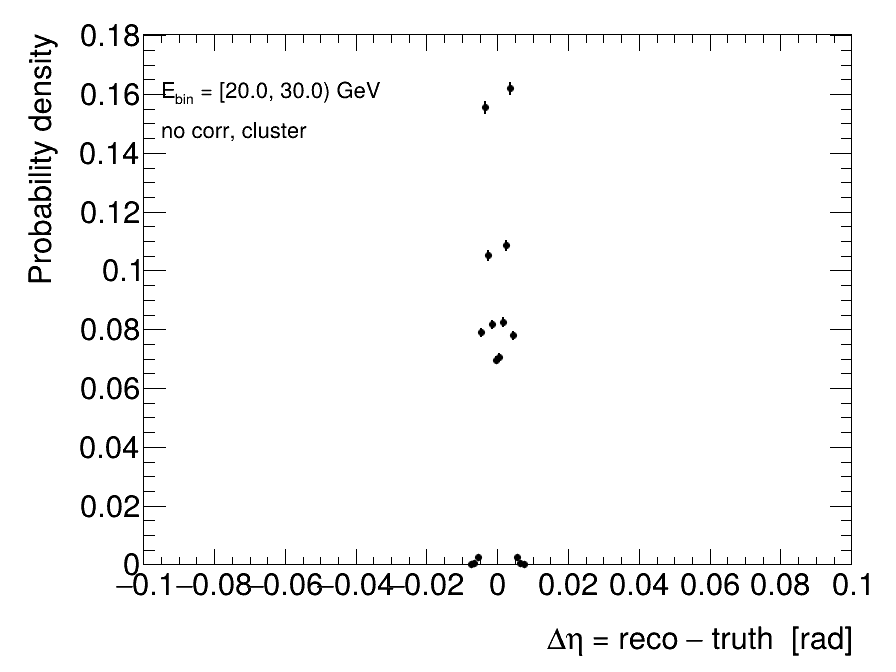 Probability density
0.18
0.16
0.14
0.12
0.1
0.08
0.06
0.04
0.02
0
E_bin = [20.0, 30.0) GeV
no corr, cluster
−0.1 −0.08 −0.06 −0.04 −0.02 0 0.02 0.04 0.06 0.08 0.1
Δη = reco − truth [rad]